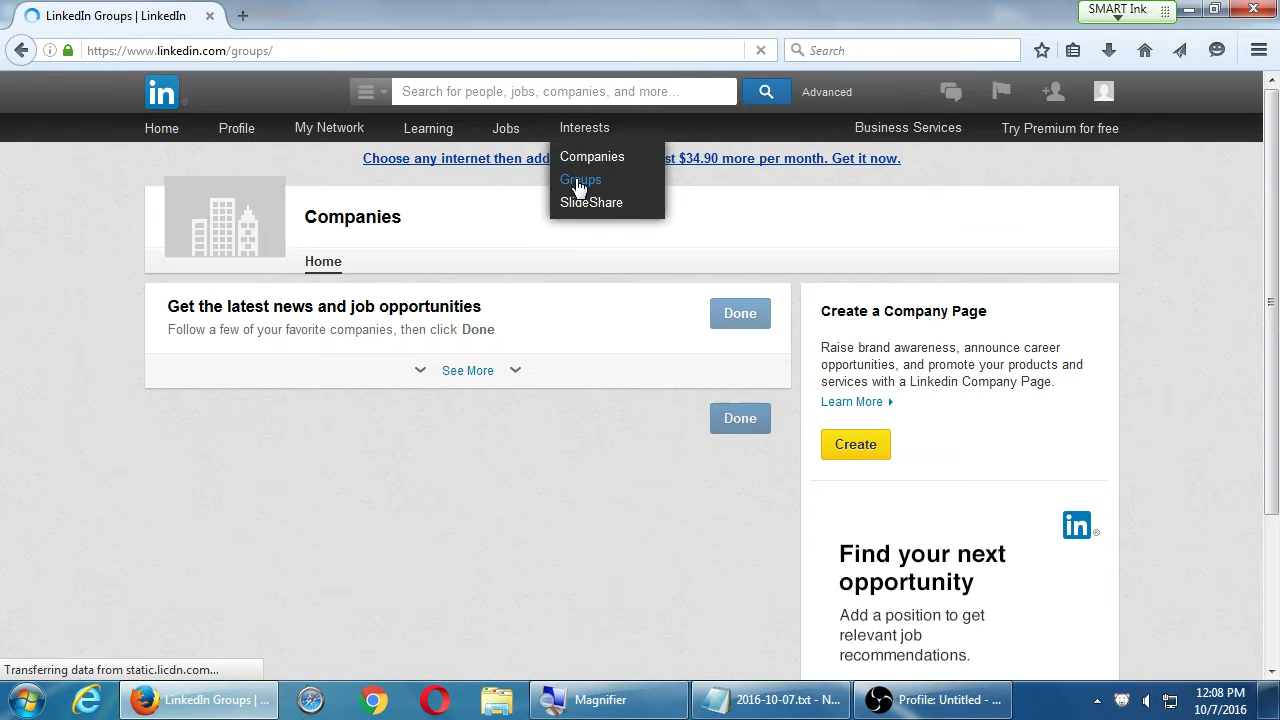 LinkedIn Groups | LinkedIn
SMART Ink
https://www.linkedin.com/groups/
Search
in
Search for people, jobs, companies, and more...
Advanced
Home Profile My Network Learning Jobs Interests Business Services Try Premium for free
Choose any internet then add
st $34.90 more per month. Get it now.
Companies
Groups
SlideShare
Companies
Home
Get the latest news and job opportunities
Follow a few of your favorite companies, then click Done
Done
See More
Done
Create a Company Page
Raise brand awareness, announce career
opportunities, and promote your products and
services with a Linkedin Company Page.
Learn More
Create
in
Find your next
opportunity
Add a position to get
relevant job
recommendations.
Transferring data from static.licdn.com...
LinkedIn Groups | ...
Magnifier
2016-10-07.txt - N...
Profile: Untitled - ...
12:08 PM
10/7/2016